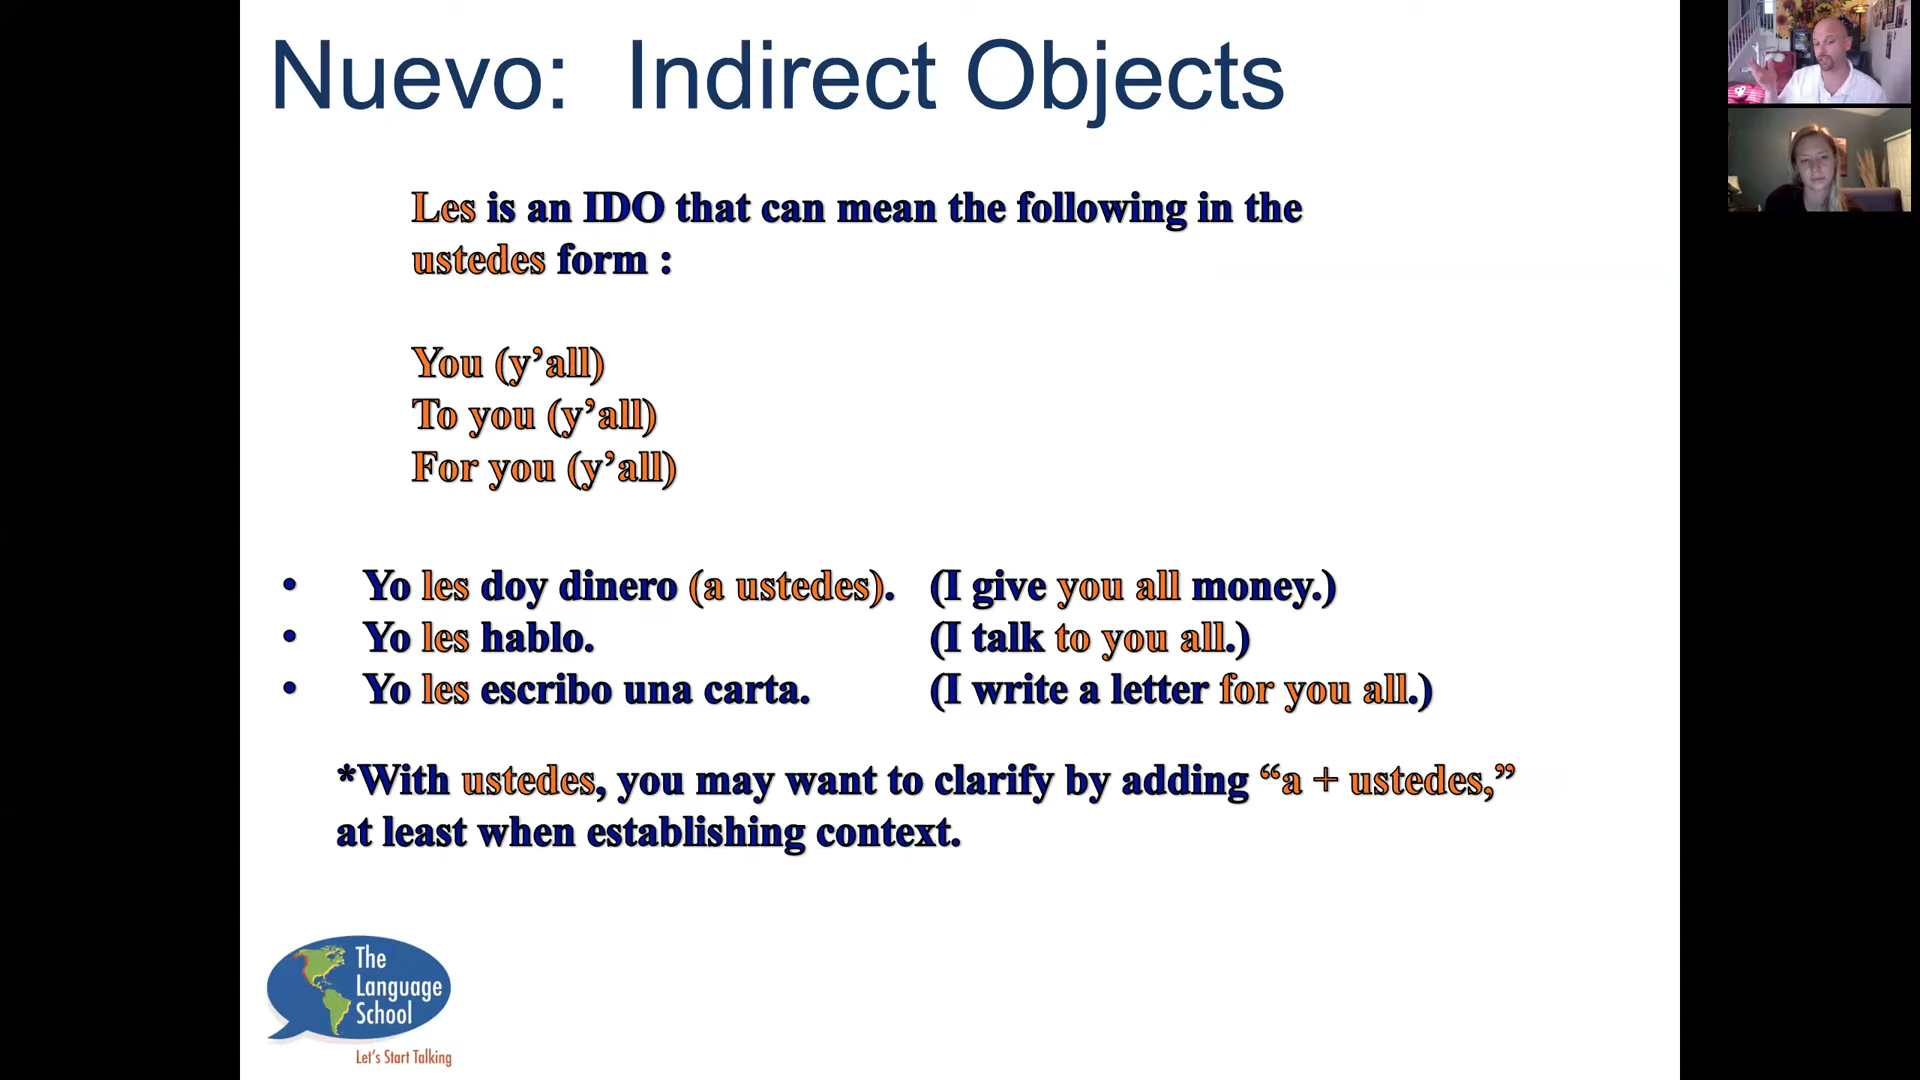 Nuevo: Indirect Objects
Les is an IDO that can mean the following in the
ustedes form :
You (y’all)
To you (y’all)
For you (y’all)
• Yo les doy dinero (a ustedes). (I give you all money.)
• Yo les hablo. (I talk to you all.)
• Yo les escribo una carta. (I write a letter for you all.)
*With ustedes, you may want to clarify by adding “a + ustedes,”
at least when establishing context.
The
Language
School
Let's Start Talking